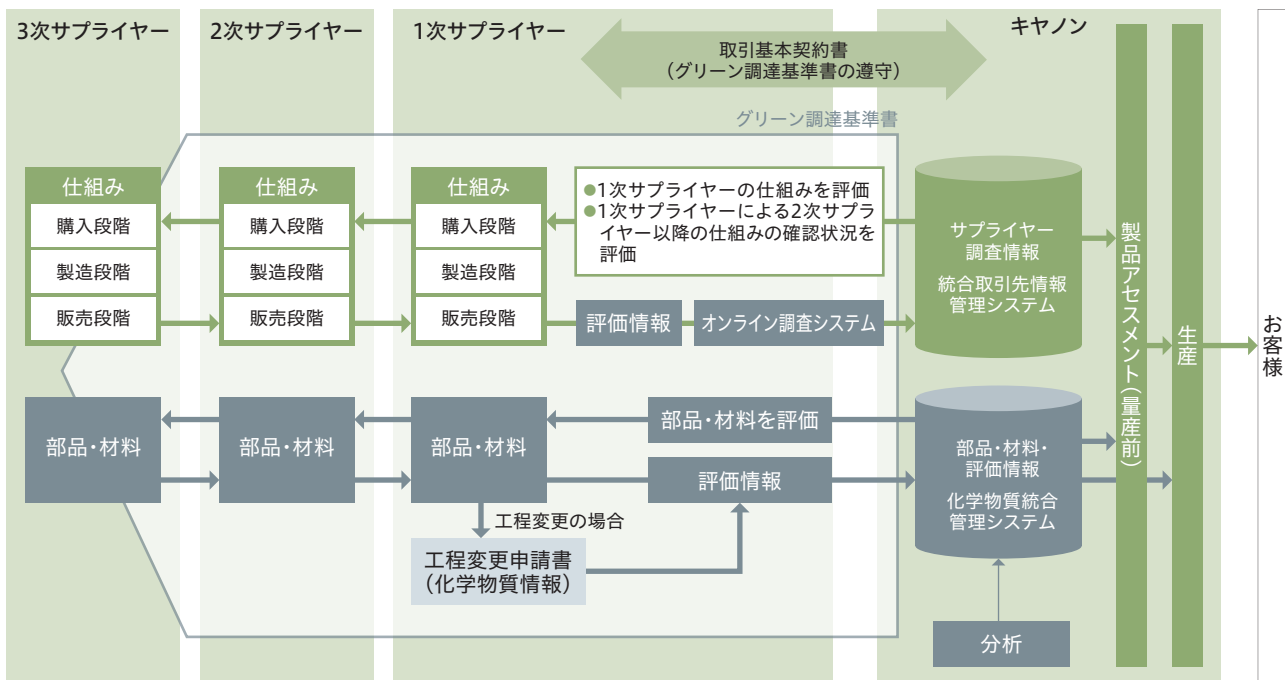 3次サプライヤー
2次サプライヤー
1次サプライヤー
キヤノン
取引基本契約書
(グリーン調達基準書の遵守)
グリーン調達基準書
仕組み
購入段階
製造段階
販売段階
仕組み
購入段階
製造段階
販売段階
仕組み
購入段階
製造段階
販売段階
●1次サプライヤーの仕組みを評価
●1次サプライヤーによる2次サプラ
イヤー以降の仕組みの確認状況を
評価
評価情報
オンライン調査システム
サプライヤー
調査情報
統合取引先情報
管理システム
部品・材料
部品・材料
部品・材料
部品・材料を評価
評価情報
工程変更の場合
工程変更申請書
(化学物質情報)
部品・材料・
評価情報
化学物質統合
管理システム
分析
製品アセスメント(量産前)
生産
お客様